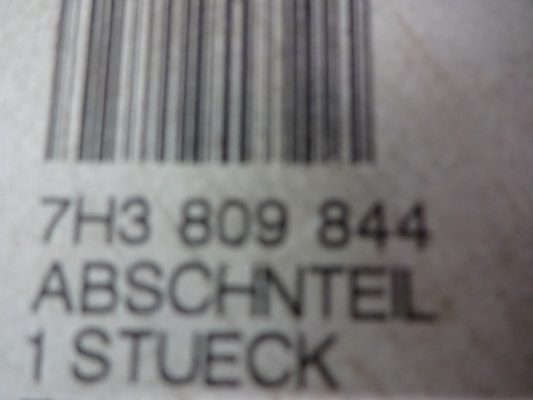 7H3 809 844
ABSCHNTEIL
1 STUECK